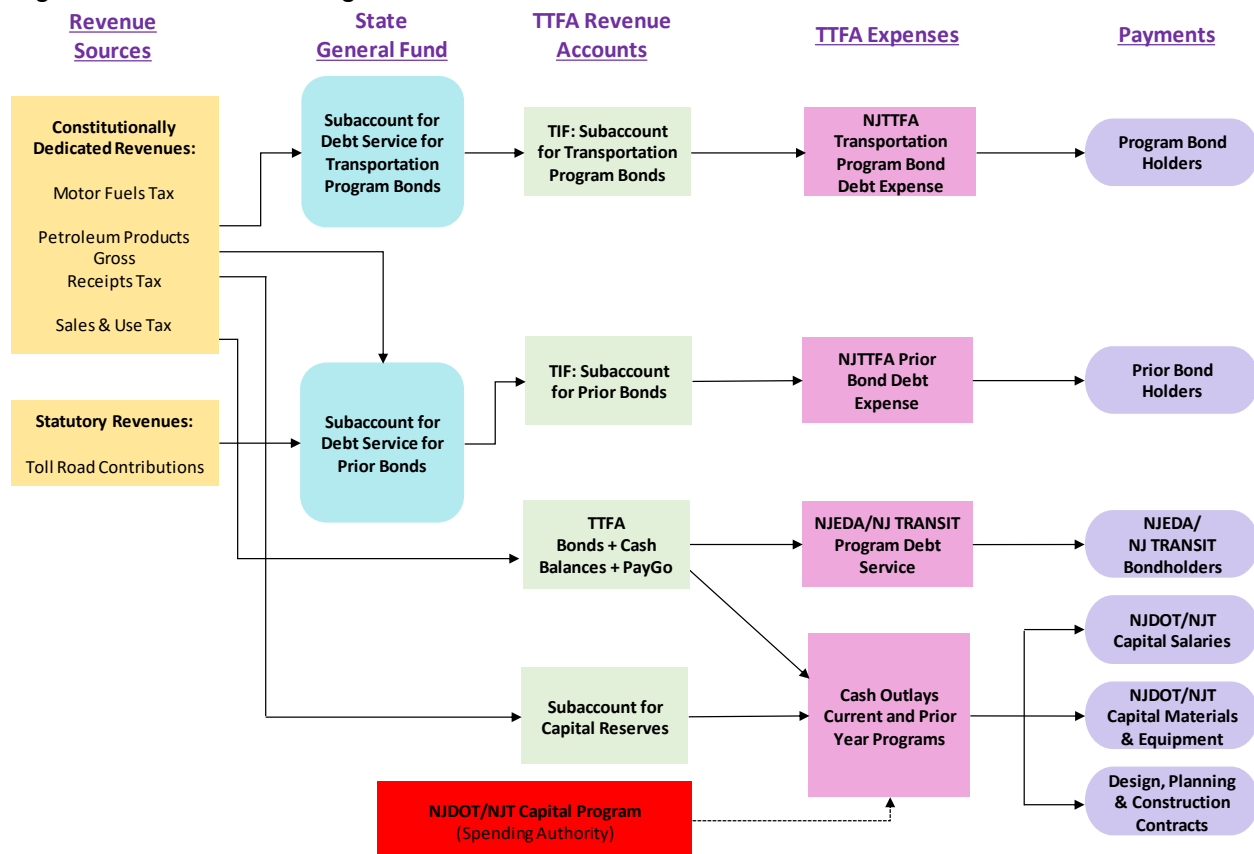 Revenue
Sources
State
General Fund
TTFA Revenue
Accounts
TTFA Expenses
Payments
Constitutionally
Dedicated Revenues:
Motor Fuels Tax
Petroleum Products
Gross
Receipts Tax
Sales & Use Tax
Subaccount for
Debt Service for
Transportation
Program Bonds
TIF: Subaccount
for Transportation
Program Bonds
NJTTFA
Transportation
Program Bond
Debt Expense
Program Bond
Holders
Statutory Revenues:
Toll Road Contributions
Subaccount for
Debt Service for
Prior Bonds
TIF: Subaccount
for Prior Bonds
NJTTFA Prior
Bond Debt
Expense
Prior Bond
Holders
TTFA
Bonds + Cash
Balances + PayGo
NJEDA/NJ TRANSIT
Program Debt
Service
NJEDA/
NJ TRANSIT
Bondholders
Subaccount for
Capital Reserves
Cash Outlays
Current and Prior
Year Programs
NJDOT/NJT
Capital Salaries
NJDOT/NJT
Capital Materials
& Equipment
Design, Planning
& Construction
Contracts
NJDOT/NJT Capital Program
(Spending Authority)